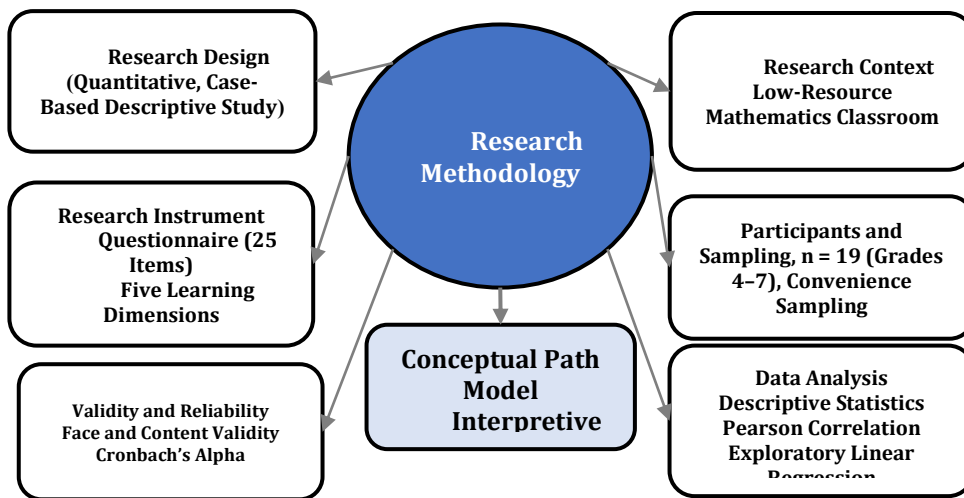 Research Design
(Quantitative, Case-
Based Descriptive Study)
Research Context
Low-Resource
Mathematics Classroom
Research
Methodology
Research Instrument
Questionnaire (25
Items)
Five Learning
Dimensions
Participants and
Sampling, n = 19 (Grades
4–7), Convenience
Sampling
Conceptual Path
Model
Interpretive
Validity and Reliability
Face and Content Validity
Cronbach's Alpha
Data Analysis
Descriptive Statistics
Pearson Correlation
Exploratory Linear
Regression